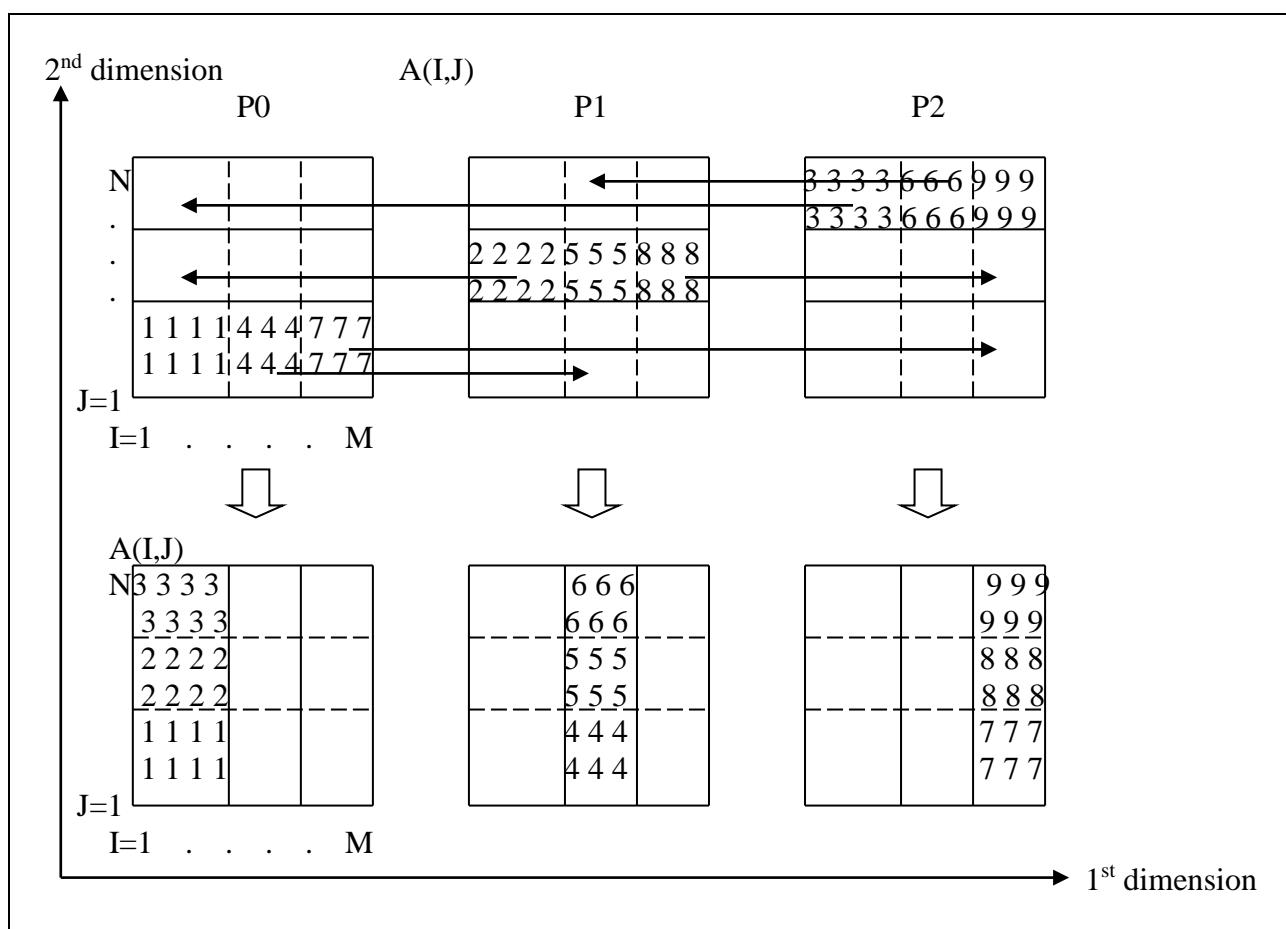 2nd dimension A(I,J)
P0 P1 P2
N 3 3 3 3 6 6 6 9 9 9
. 3 3 3 3 6 6 6 9 9 9
. 2 2 2 2 5 5 5 8 8 8
. 2 2 2 2 5 5 5 8 8 8
1 1 1 1 4 4 4 7 7 7
1 1 1 1 4 4 4 7 7 7
J=1
I=1 . . . . M
A(I,J)
N 3 3 3 3 6 6 6 9 9 9
3 3 3 3 6 6 6 9 9 9
2 2 2 2 5 5 5 8 8 8
2 2 2 2 5 5 5 8 8 8
1 1 1 1 4 4 4 7 7 7
1 1 1 1 4 4 4 7 7 7
J=1
I=1 . . . . M
1st dimension